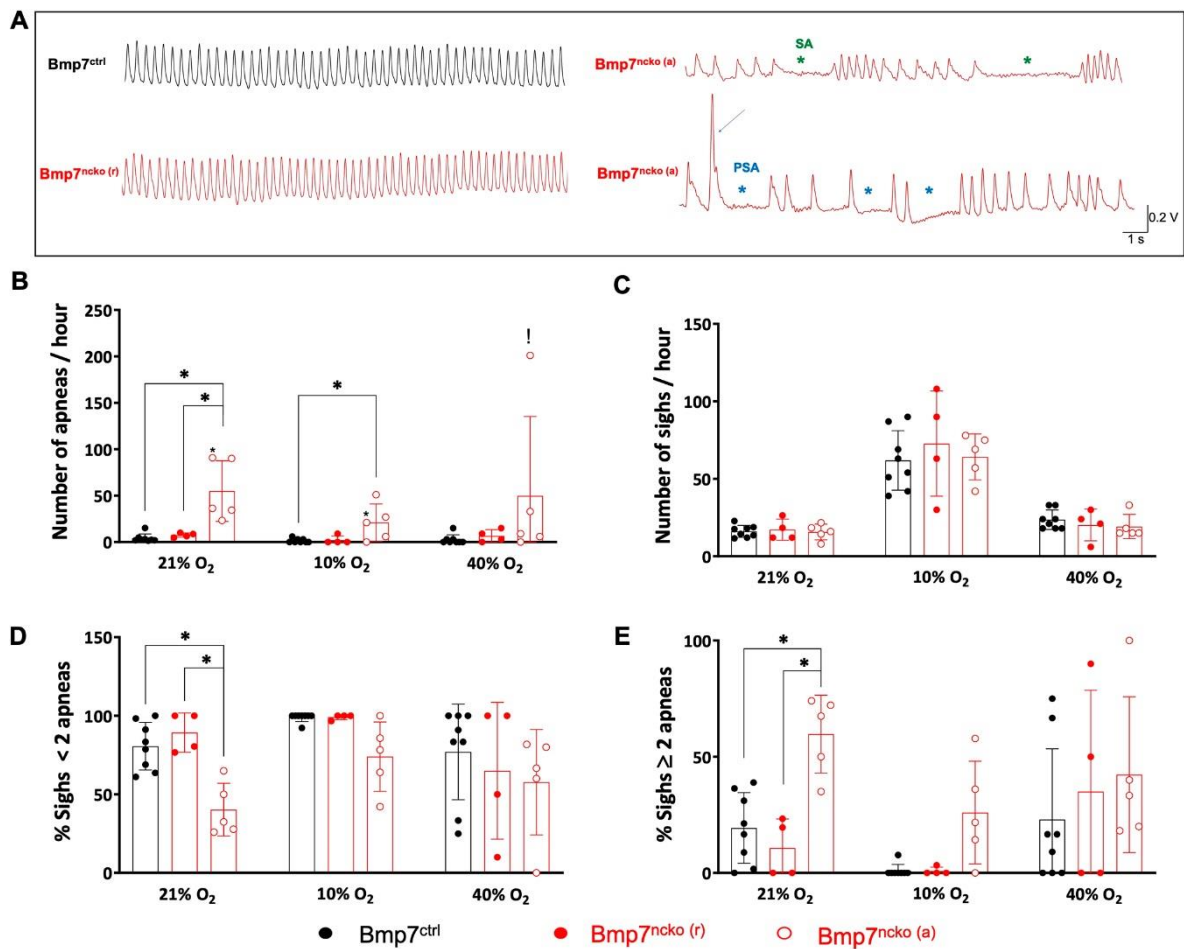 A
Bmp7ctrl
SA
*
*
Bmp7ncko (a)
Bmp7ncko (r)
Bmp7ncko (a)
PSA
*
*
*
0.2 V
1 s
B
Number of apneas / hour
250
200
150
100
50
0
*
*
*
*
*
!
21% O2
10% O2
40% O2
C
Number of sighs / hour
150
100
50
0
21% O2
10% O2
40% O2
D
% Sighs < 2 apneas
150
100
50
0
*
*
21% O2
10% O2
40% O2
E
% Sighs ≥ 2 apneas
100
50
0
*
*
21% O2
10% O2
40% O2
Bmp7ctrl
Bmp7ncko (r)
Bmp7ncko (a)